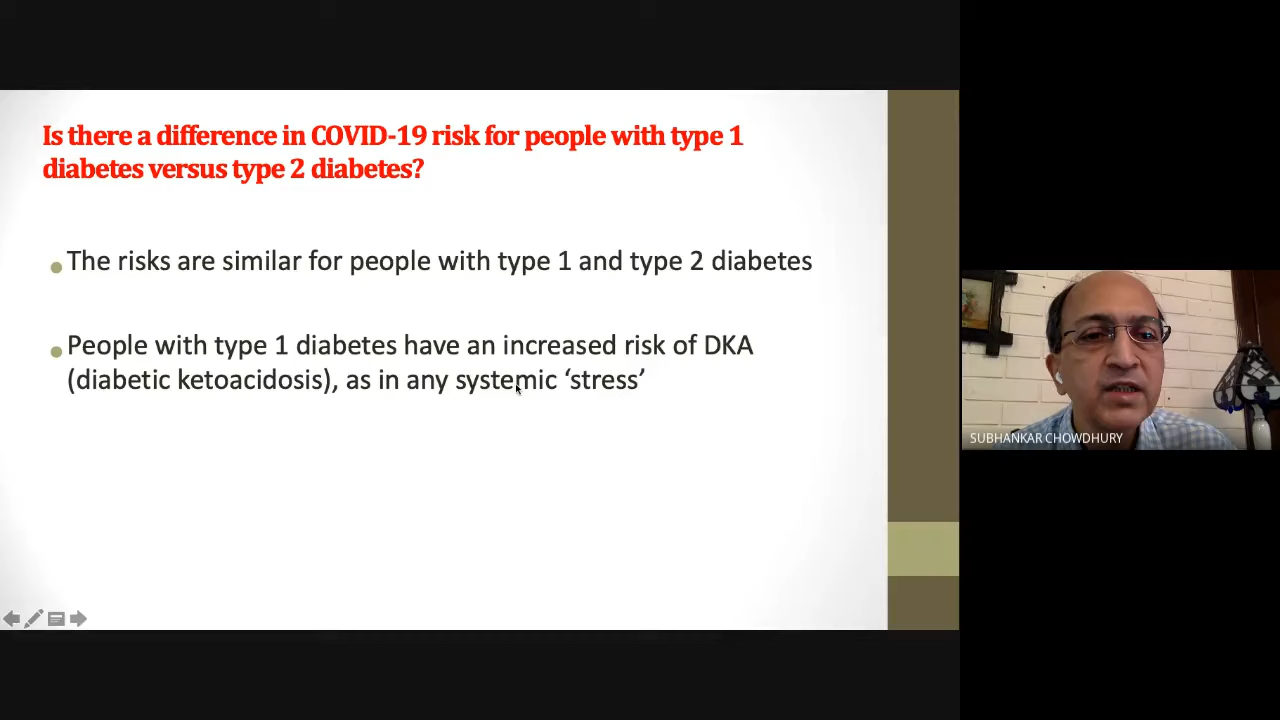 Is there a difference in COVID-19 risk for people with type 1
diabetes versus type 2 diabetes?
The risks are similar for people with type 1 and type 2 diabetes
People with type 1 diabetes have an increased risk of DKA
(diabetic ketoacidosis), as in any systemic ‘stress’
SUBHANKAR CHOWDHURY